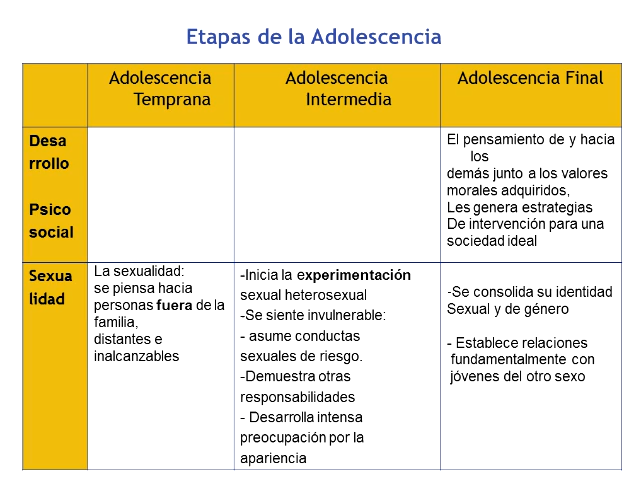 Etapas de la Adolescencia
Adolescencia
Temprana
Adolescencia
Intermedia
Adolescencia Final
Desa
rrollo
Psico
social
El pensamiento de y hacia
los
demás junto a los valores
morales adquiridos,
Les genera estrategias
De intervención para una
sociedad ideal
Sexua
lidad
La sexualidad:
se piensa hacia
personas fuera de la
familia,
distantes e
inalcanzables
-Inicia la experimentación
sexual heterosexual
-Se siente invulnerable:
- asume conductas
sexuales de riesgo.
-Demuestra otras
responsabilidades
- Desarrolla intensa
preocupación por la
apariencia
-Se consolida su identidad
Sexual y de género
- Establece relaciones
fundamentalmente con
jóvenes del otro sexo